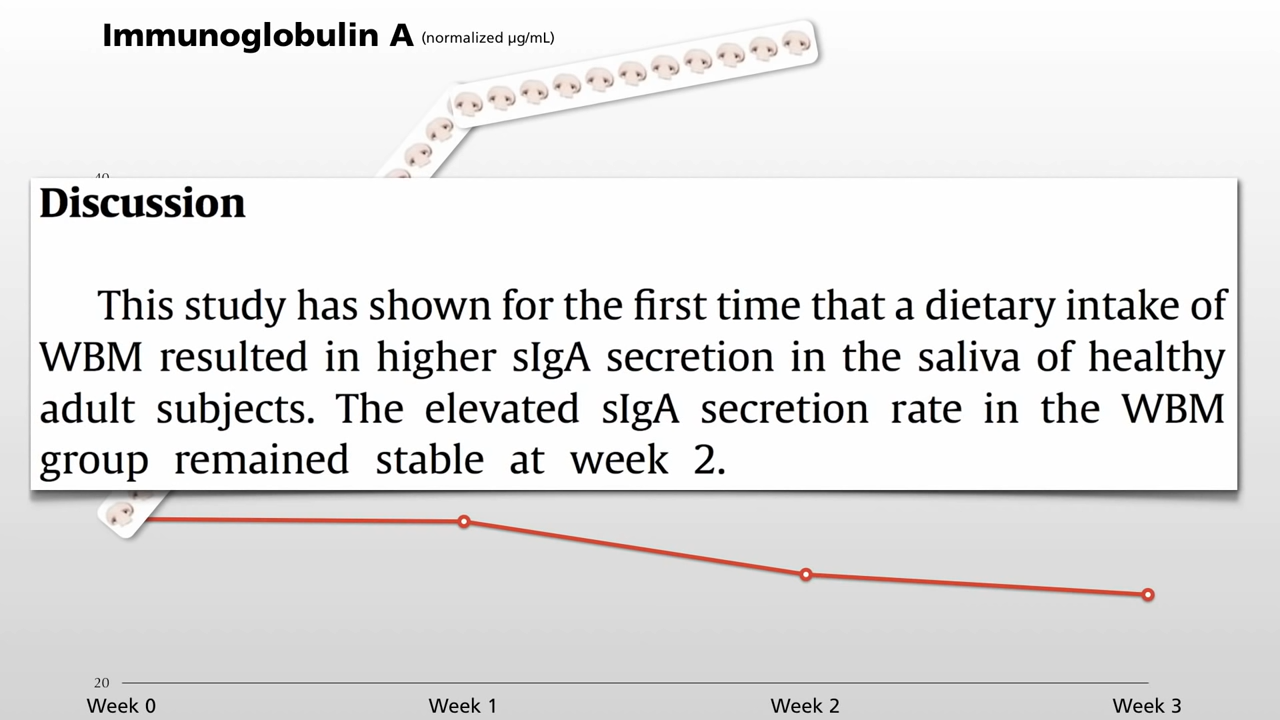 Immunoglobulin A (normalized µg/mL)
40
Discussion
This study has shown for the first time that a dietary intake of
WBM resulted in higher sIgA secretion in the saliva of healthy
adult subjects. The elevated sIgA secretion rate in the WBM
group remained stable at week 2.
20
Week 0 Week 1 Week 2 Week 3